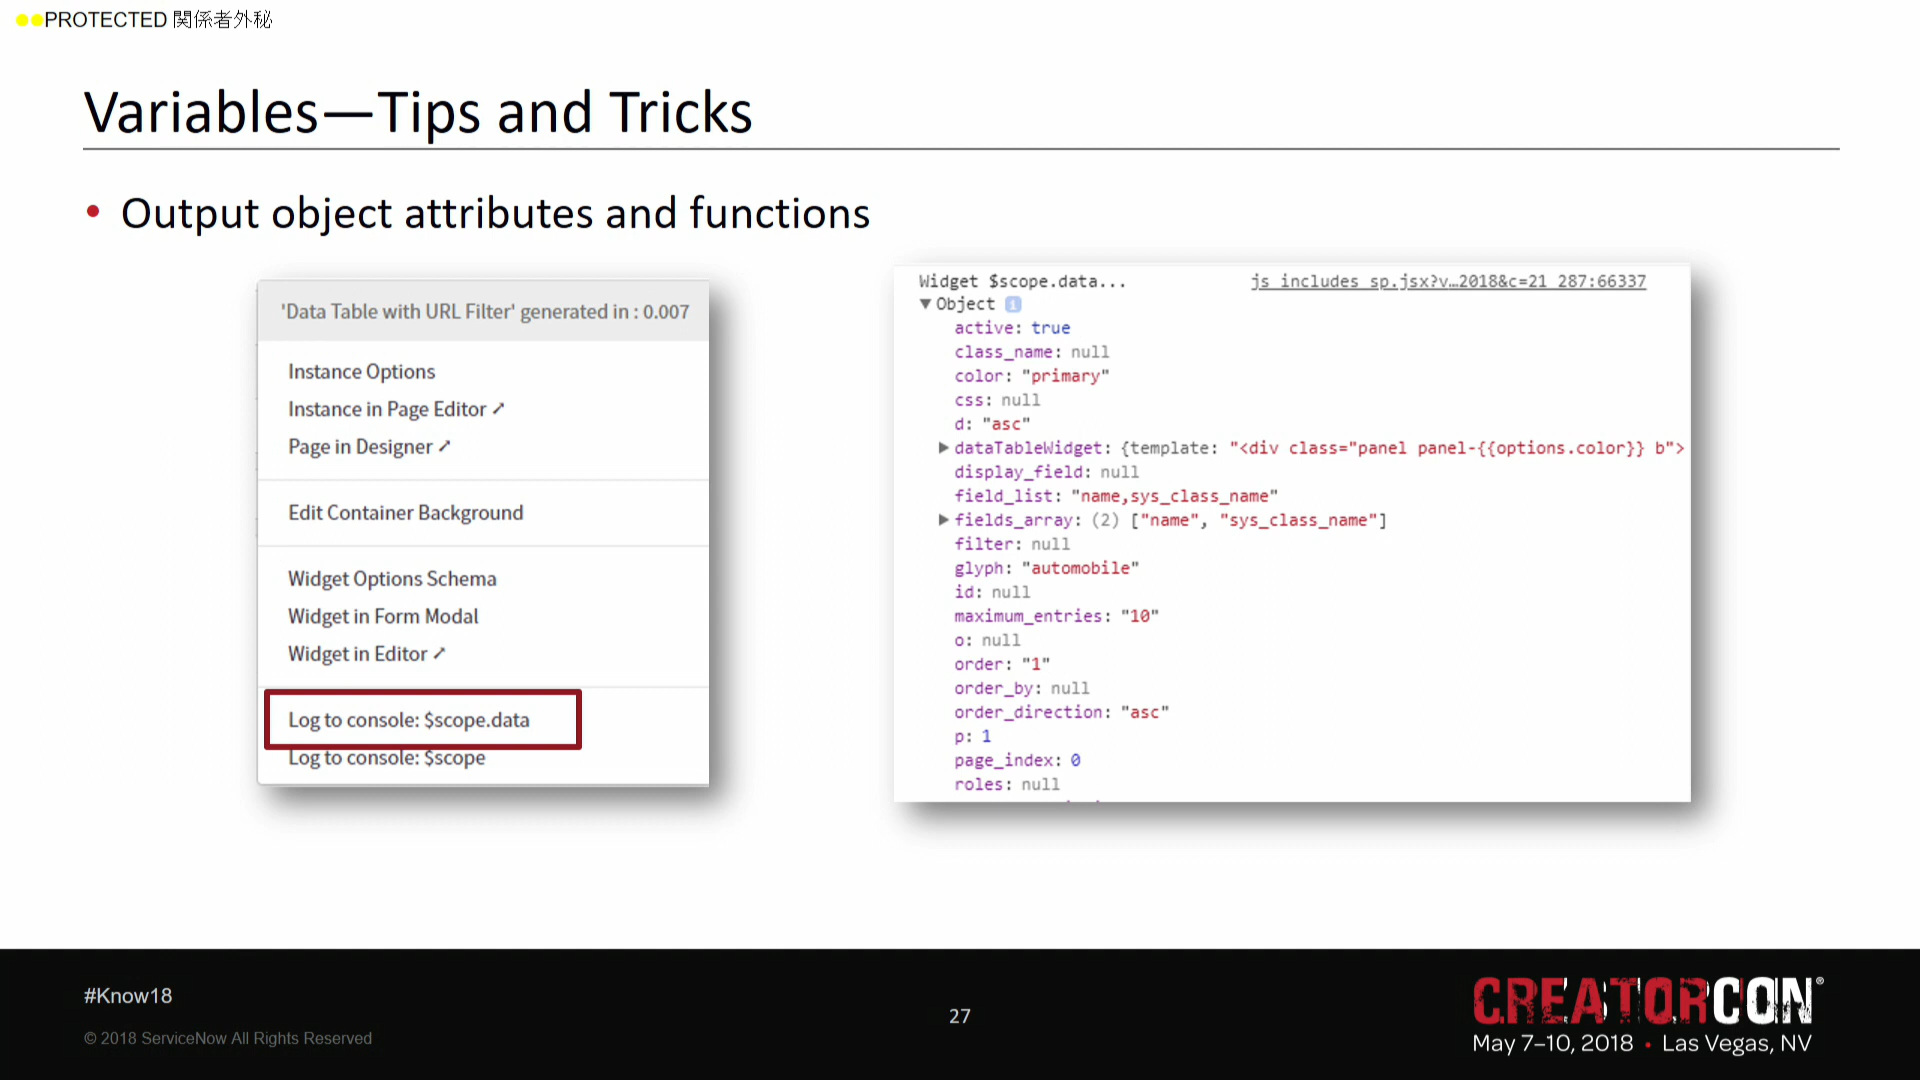 PROTECTED 関係者外秘
Variables—Tips and Tricks
• Output object attributes and functions
'Data Table with URL Filter' generated in : 0.007
Instance Options
Instance in Page Editor ➚
Page in Designer ➚
Edit Container Background
Widget Options Schema
Widget in Form Modal
Widget in Editor ➚
Log to console: $scope.data
Log to console: $scope
Widget $scope.data... js_includes_sp.jsx?v…2018&c=21_287:66337
▼Object i
active: true
class_name: null
color: "primary"
css: null
d: "asc"
▶dataTableWidget: {template: "<div class="panel panel-{{options.color}} b">
display_field: null
field_list: "name,sys_class_name"
▶fields_array: (2) ["name", "sys_class_name"]
filter: null
glyph: "automobile"
id: null
maximum_entries: "10"
o: null
order: "1"
order_by: null
order_direction: "asc"
p: 1
page_index: 0
roles: null
#Know18
© 2018 ServiceNow All Rights Reserved
27
CREATORCON®
May 7–10, 2018 • Las Vegas, NV